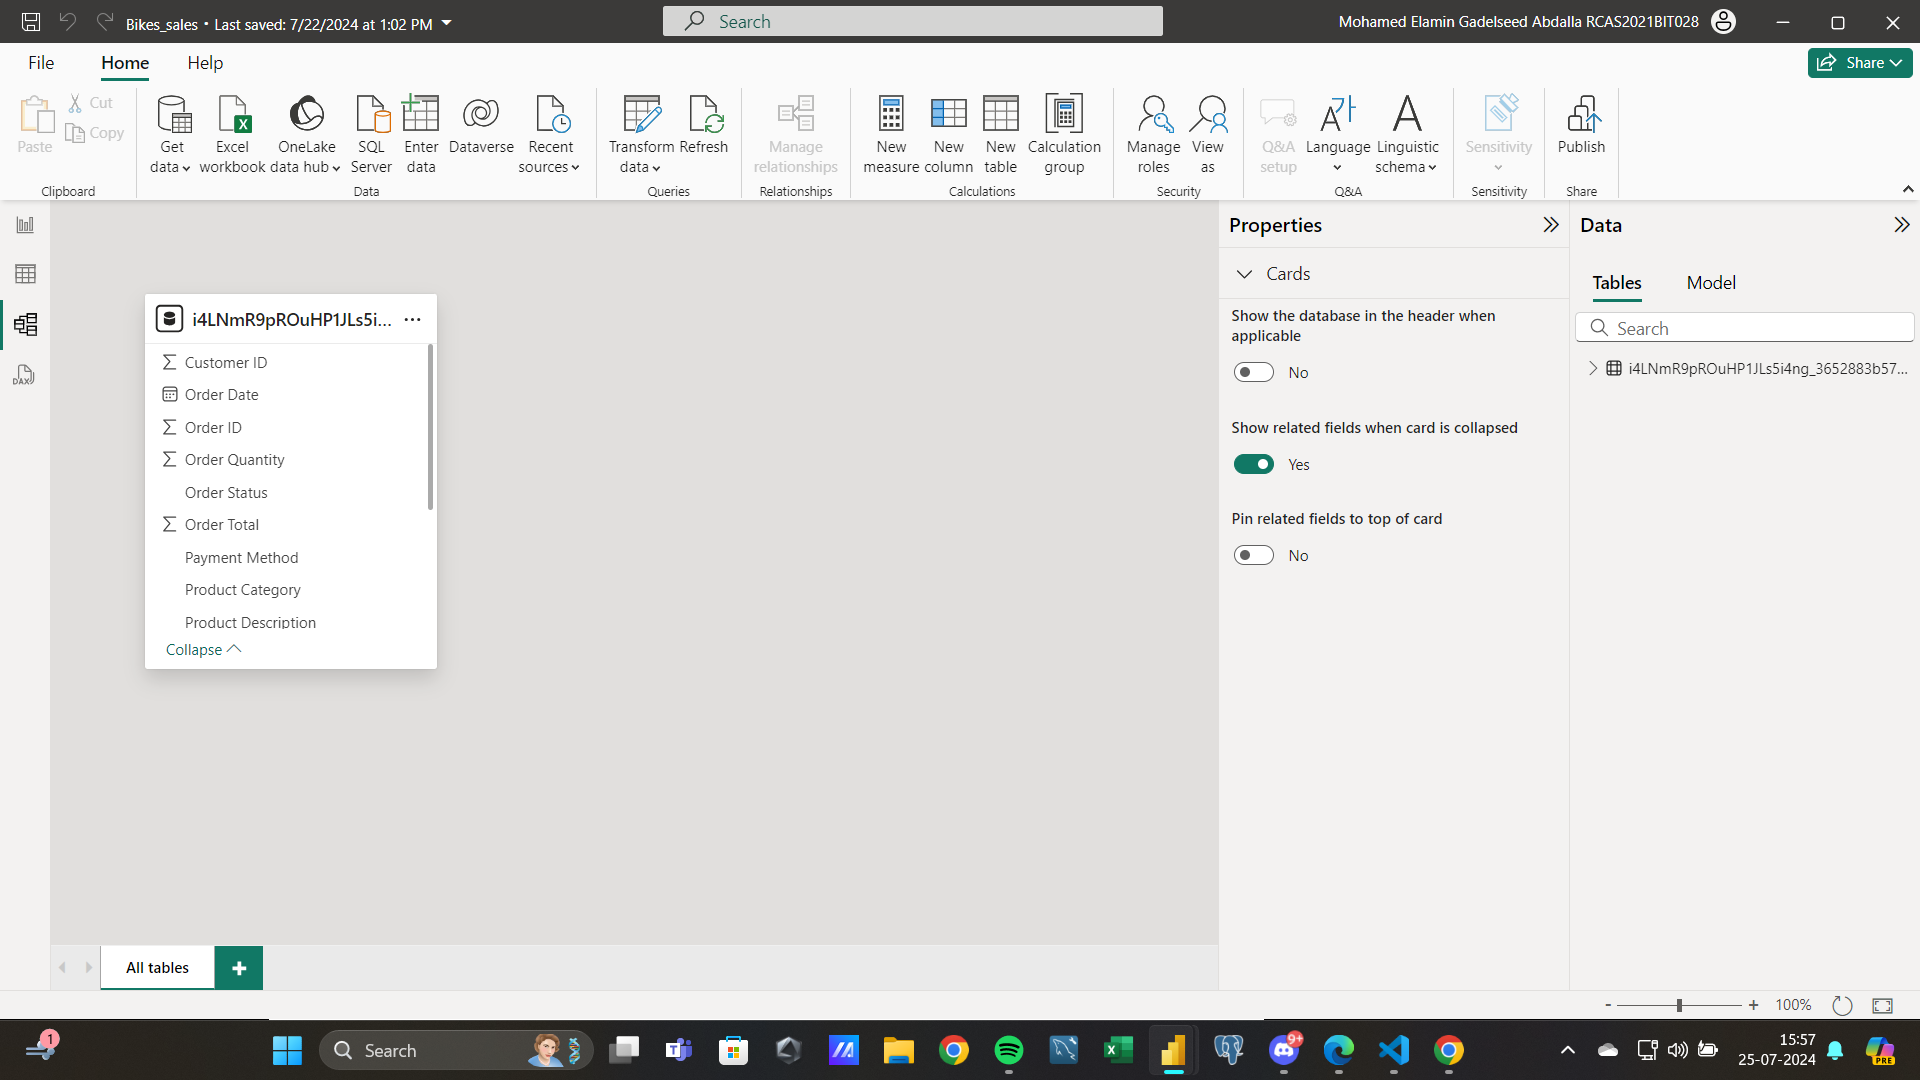 Bikes_sales • Last saved: 7/22/2024 at 1:02 PM
Search
Mohamed Elamin Gadelseed Abdalla RCAS2021BIT028
File Home Help
Share
Paste
Cut
Copy
Clipboard
Get data
Excel workbook
OneLake data hub
SQL Server
Enter data
Dataverse
Recent sources
Data
Transform data
Refresh
Queries
Manage relationships
Relationships
New measure
New column
New table
Calculation group
Calculations
Manage roles
View as
Security
Q&A setup
Language
Linguistic schema
Q&A
Sensitivity
Sensitivity
Publish
Share
DAX
i4LNmR9pROuHP1JLs5i...
Customer ID
Order Date
Order ID
Order Quantity
Order Status
Order Total
Payment Method
Product Category
Product Description
Collapse
Properties
Cards
Show the database in the header when
applicable
No
Show related fields when card is collapsed
Yes
Pin related fields to top of card
No
Data
Tables Model
Search
i4LNmR9pROuHP1JLs5i4ng_3652883b57...
All tables
+
- + 100%
1
Search
9+
15:57
25-07-2024
PRE